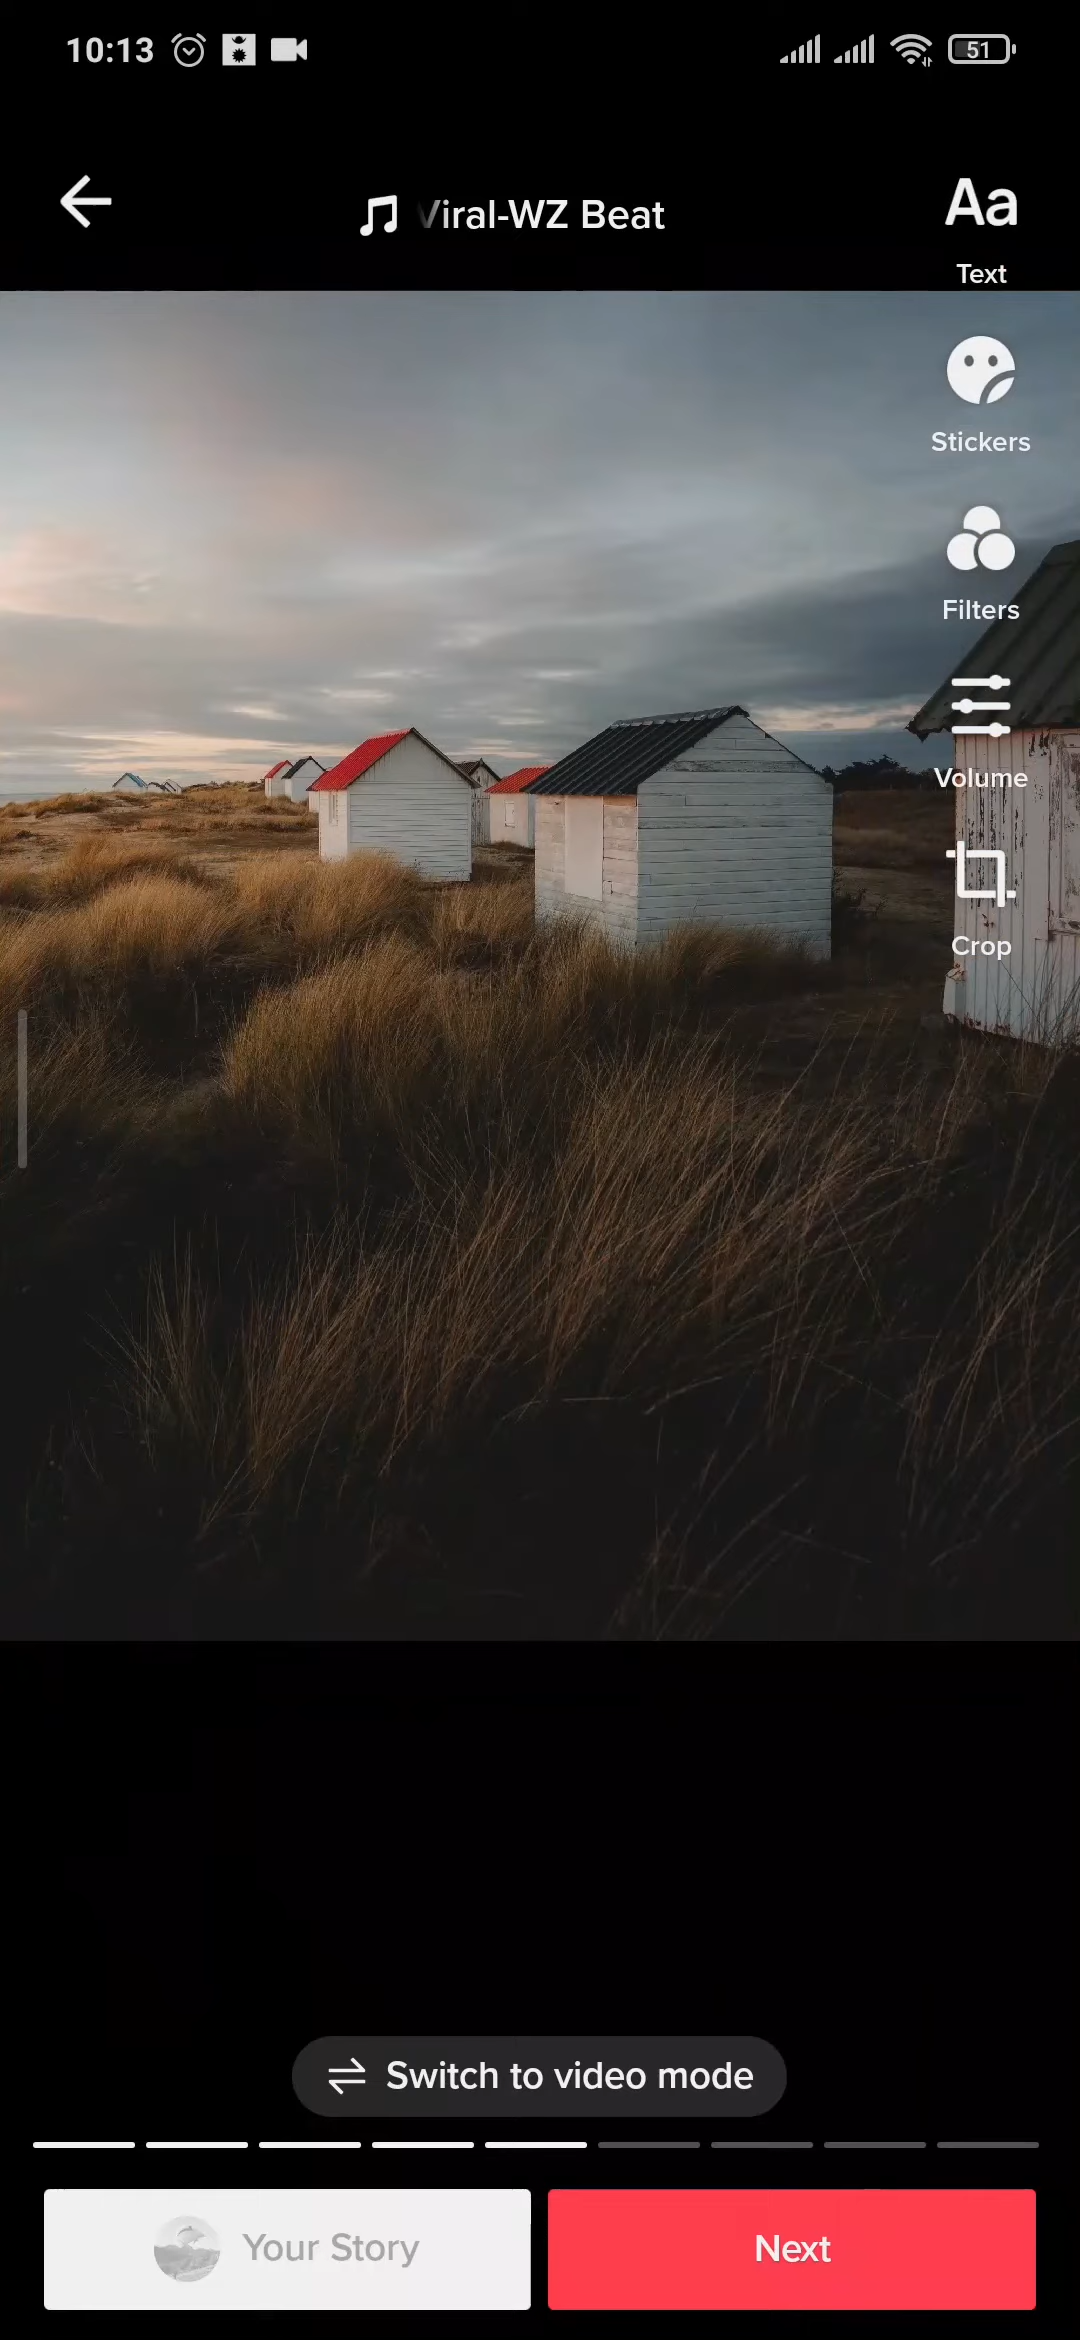 10:13
51
Viral-WZ Beat
Aa
Text
Stickers
Filters
Volume
Crop
Switch to video mode
Your Story
Next